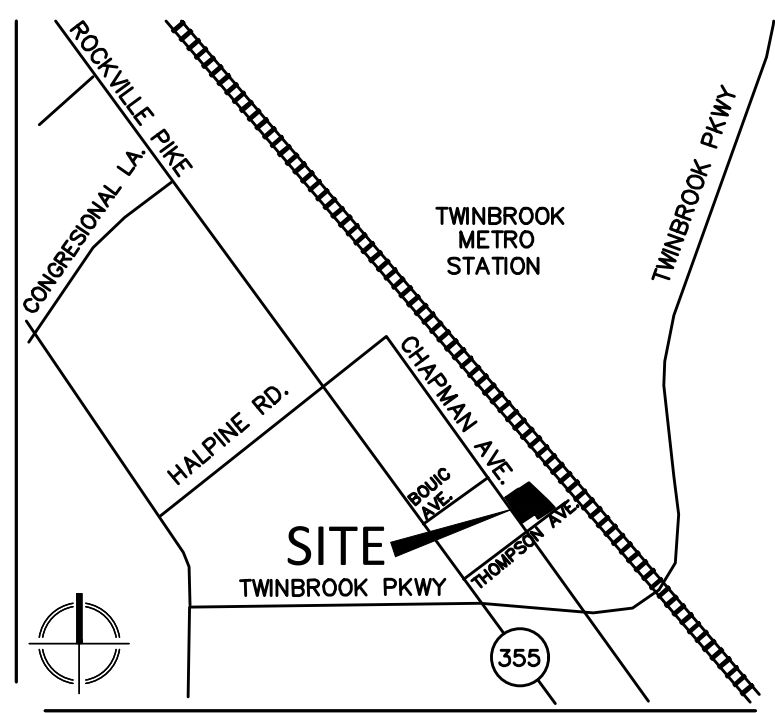 ROCKVILLE PIKE
CONGRESIONAL LA.
TWINBROOK PKWY
TWINBROOK
METRO
STATION
HALPINE RD.
CHAPMAN AVE.
BOUIC
AVE.
SITE
THOMPSON AVE.
TWINBROOK PKWY
355